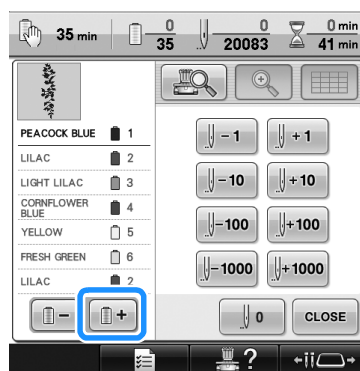 35 min
0
35
0
20083
0 min
41 min
PEACOCK BLUE 1
LILAC 2
LIGHT LILAC 3
CORNFLOWER
BLUE 4
YELLOW 5
FRESH GREEN 6
LILAC 2
-1
+1
-10
+10
-100
+100
-1000
+1000
- +
0
CLOSE
?